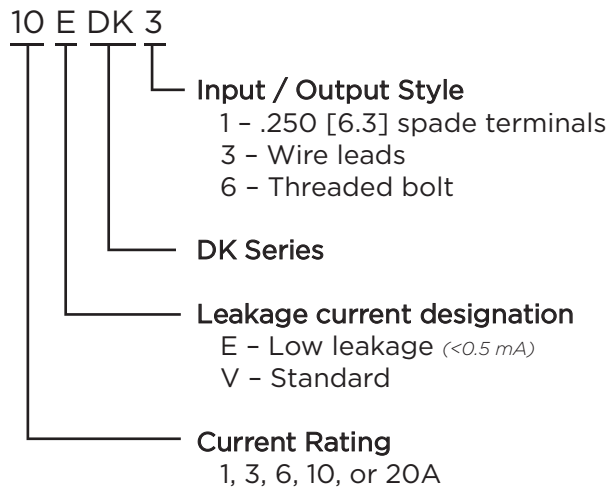 10 E DK 3
Input / Output Style
1 – .250 [6.3] spade terminals
3 – Wire leads
6 – Threaded bolt
DK Series
Leakage current designation
E – Low leakage (<0.5 mA)
V – Standard
Current Rating
1, 3, 6, 10, or 20A